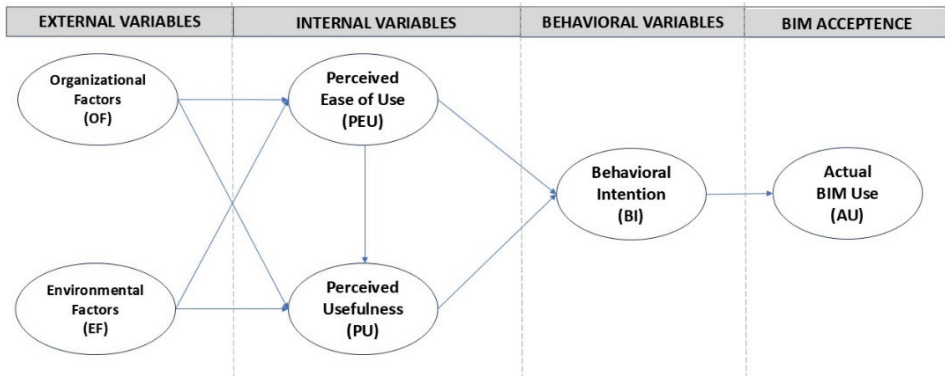 EXTERNAL VARIABLES
INTERNAL VARIABLES
BEHAVIORAL VARIABLES
BIM ACCEPTENCE
Organizational
Factors
(OF)
Perceived
Ease of Use
(PEU)
Behavioral
Intention
(BI)
Actual
BIM Use
(AU)
Environmental
Factors
(EF)
Perceived
Usefulness
(PU)